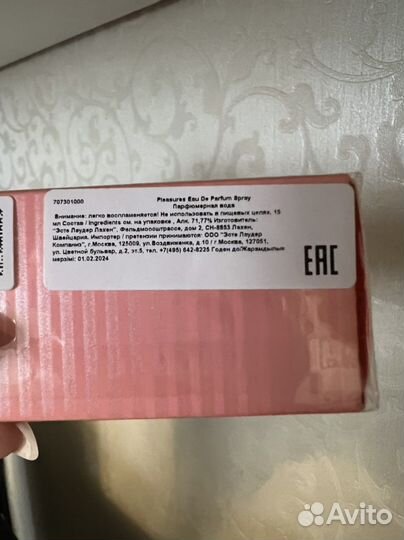 707301000
Pleasures Eau De Parfum Spray
Парфюмерная вода
Внимание: легко воспламеняется! Не использовать в пищевых целях, 15
мл Состав / Ingredients см. на упаковке , Алк. 71,77% Изготовитель:
"Эсте Лаудер Лахен", Фельдмоошtрассе, дом 2, CH-8853 Лахен,
Швейцария. Импортер / претензии принимаются: ООО "Эсте Лаудер
Компаниз", г.Москва, 125009, ул.Воздвиженка, д.10 / г.Москва, 127051,
ул. Цветной бульвар, д.2, эт.5, тел. +7(495) 642-8225 Годен до/Жарамдылық
мерзімі: 01.02.2024
EAC
Avito